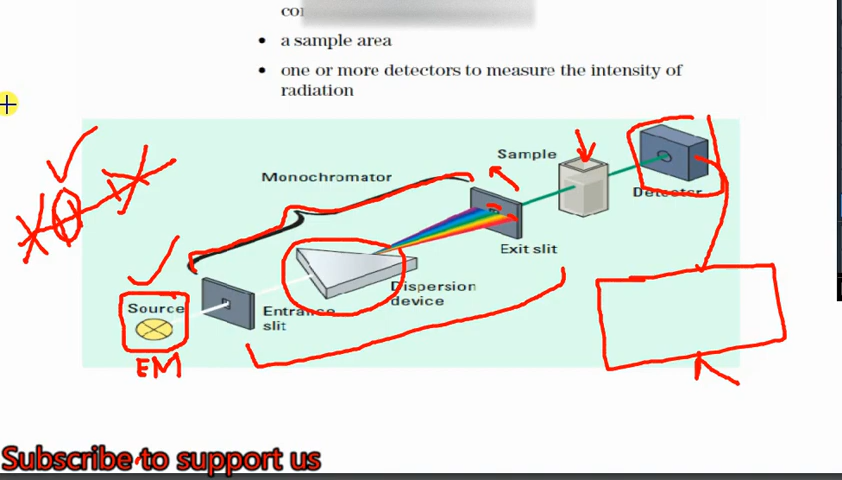 • a sample area
• one or more detectors to measure the intensity of
radiation
Sample
Monochromator
Detector
Exit slit
Dispersion
device
Source
Entrance
slit
EM
Subscribe to support us